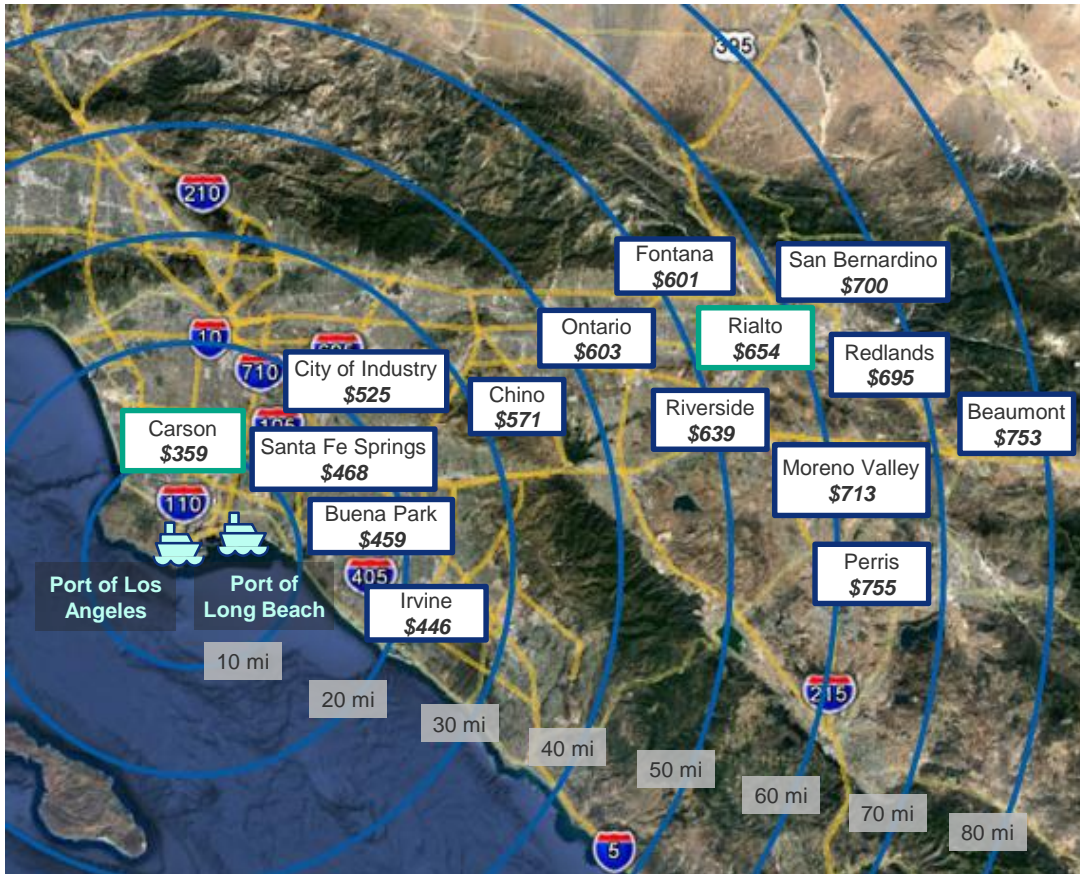 395
210
Fontana
$601
San Bernardino
$700
Ontario
$603
Rialto
$654
10
605
710
City of Industry
$525
Redlands
$695
Chino
$571
Riverside
$639
Beaumont
$753
Carson
$359
105
Santa Fe Springs
$468
Moreno Valley
$713
110
Buena Park
$459
Port of Los
Angeles
Port of
Long Beach
405
Perris
$755
Irvine
$446
10 mi
20 mi
30 mi
40 mi
50 mi
60 mi
70 mi
80 mi
215
5